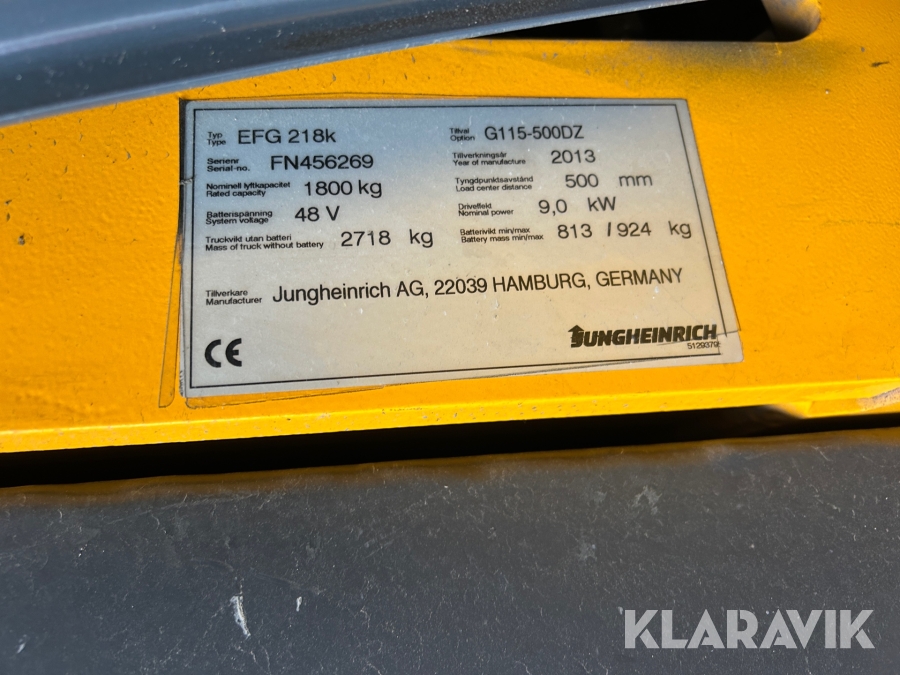 Typ
Type EFG 218k
Tillval
Option G115-500DZ
Serienr
Serial-no. FN456269
Tillverkningsår
Year of manufacture 2013
Nominell lyftkapacitet
Rated capacity 1800 kg
Tyngdpunktsavstånd
Load center distance 500 mm
Batterispänning
System voltage 48 V
Driveffekt
Nominal power 9,0 kW
Truckvikt utan batteri
Mass of truck without battery 2718 kg
Batterivikt min/max
Battery mass min/max 813 / 924 kg
Tillverkare
Manufacturer Jungheinrich AG, 22039 HAMBURG, GERMANY
CE
JUNGHEINRICH
51293792
KLARAVIK